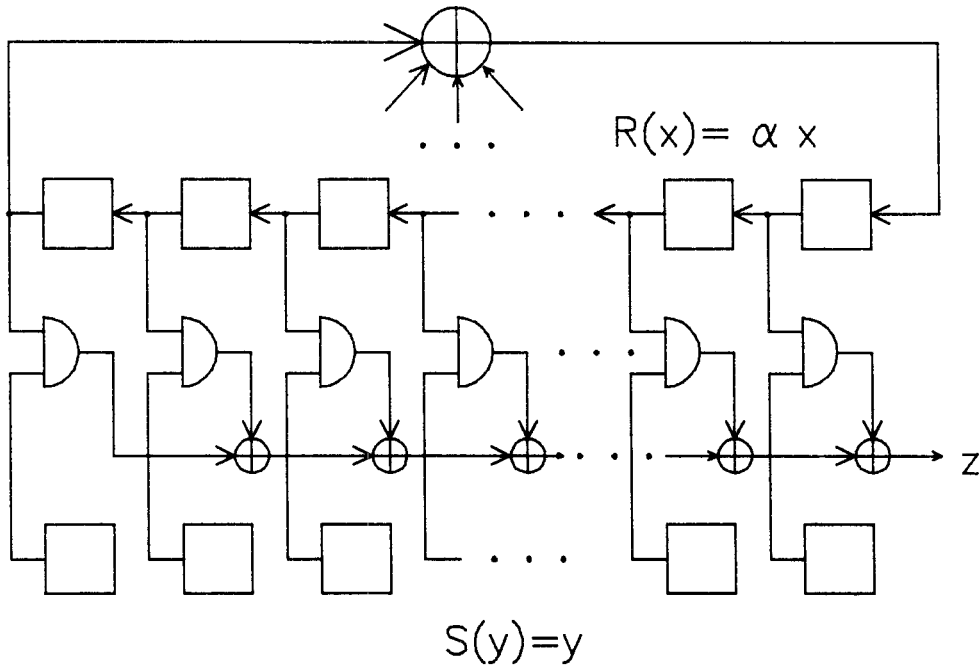 R(x)= α x
z
S(y)=y